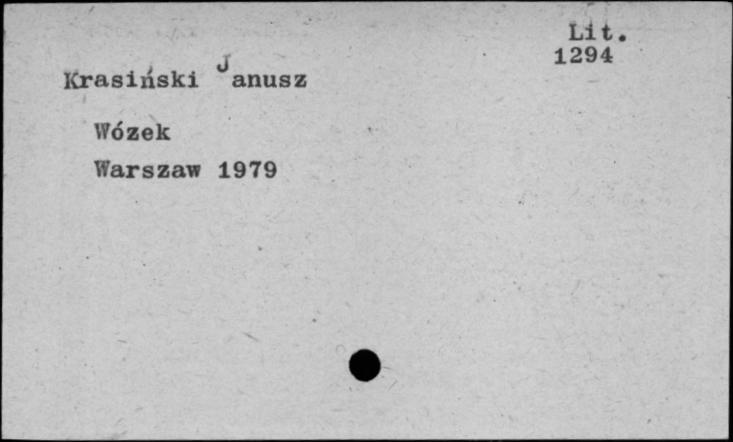 Lit.
1294
Krasiński Janusz
Wózek
Warszaw 1979